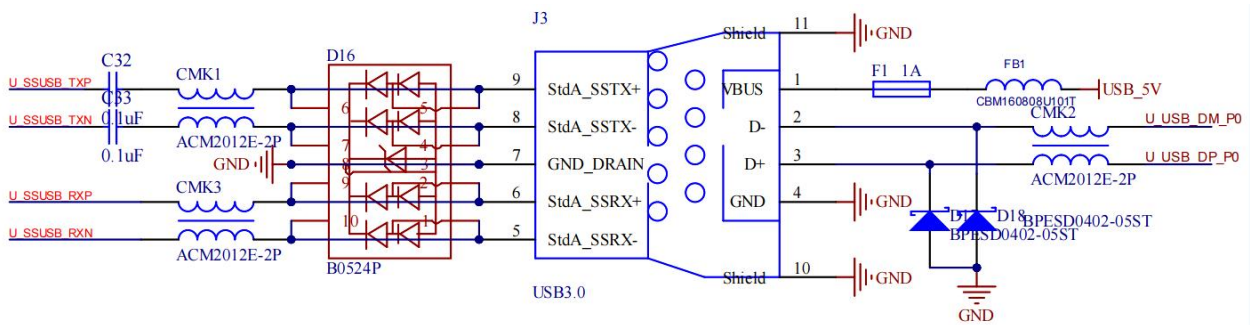 J3
U_SSUSB_TXP
C32
CMK1
D16
9
StdA_SSTX+
Shield
11
GND
1
VBUS
F1 1A
FB1
CBM160808U101T
USB_5V
6
5
U_SSUSB_TXN
C33
0.1uF
0.1uF
ACM2012E-2P
8
StdA_SSTX-
D-
2
CMK2
U_USB_DM_P0
7
4
GND
8
3
7
GND_DRAIN
D+
3
ACM2012E-2P
U_USB_DP_P0
U_SSUSB_RXP
CMK3
9
2
6
StdA_SSRX+
GND
4
GND
U_SSUSB_RXN
ACM2012E-2P
10
1
5
StdA_SSRX-
D18
BPESD0402-05ST
BPESD0402-05ST
B0524P
Shield
10
GND
USB3.0
GND